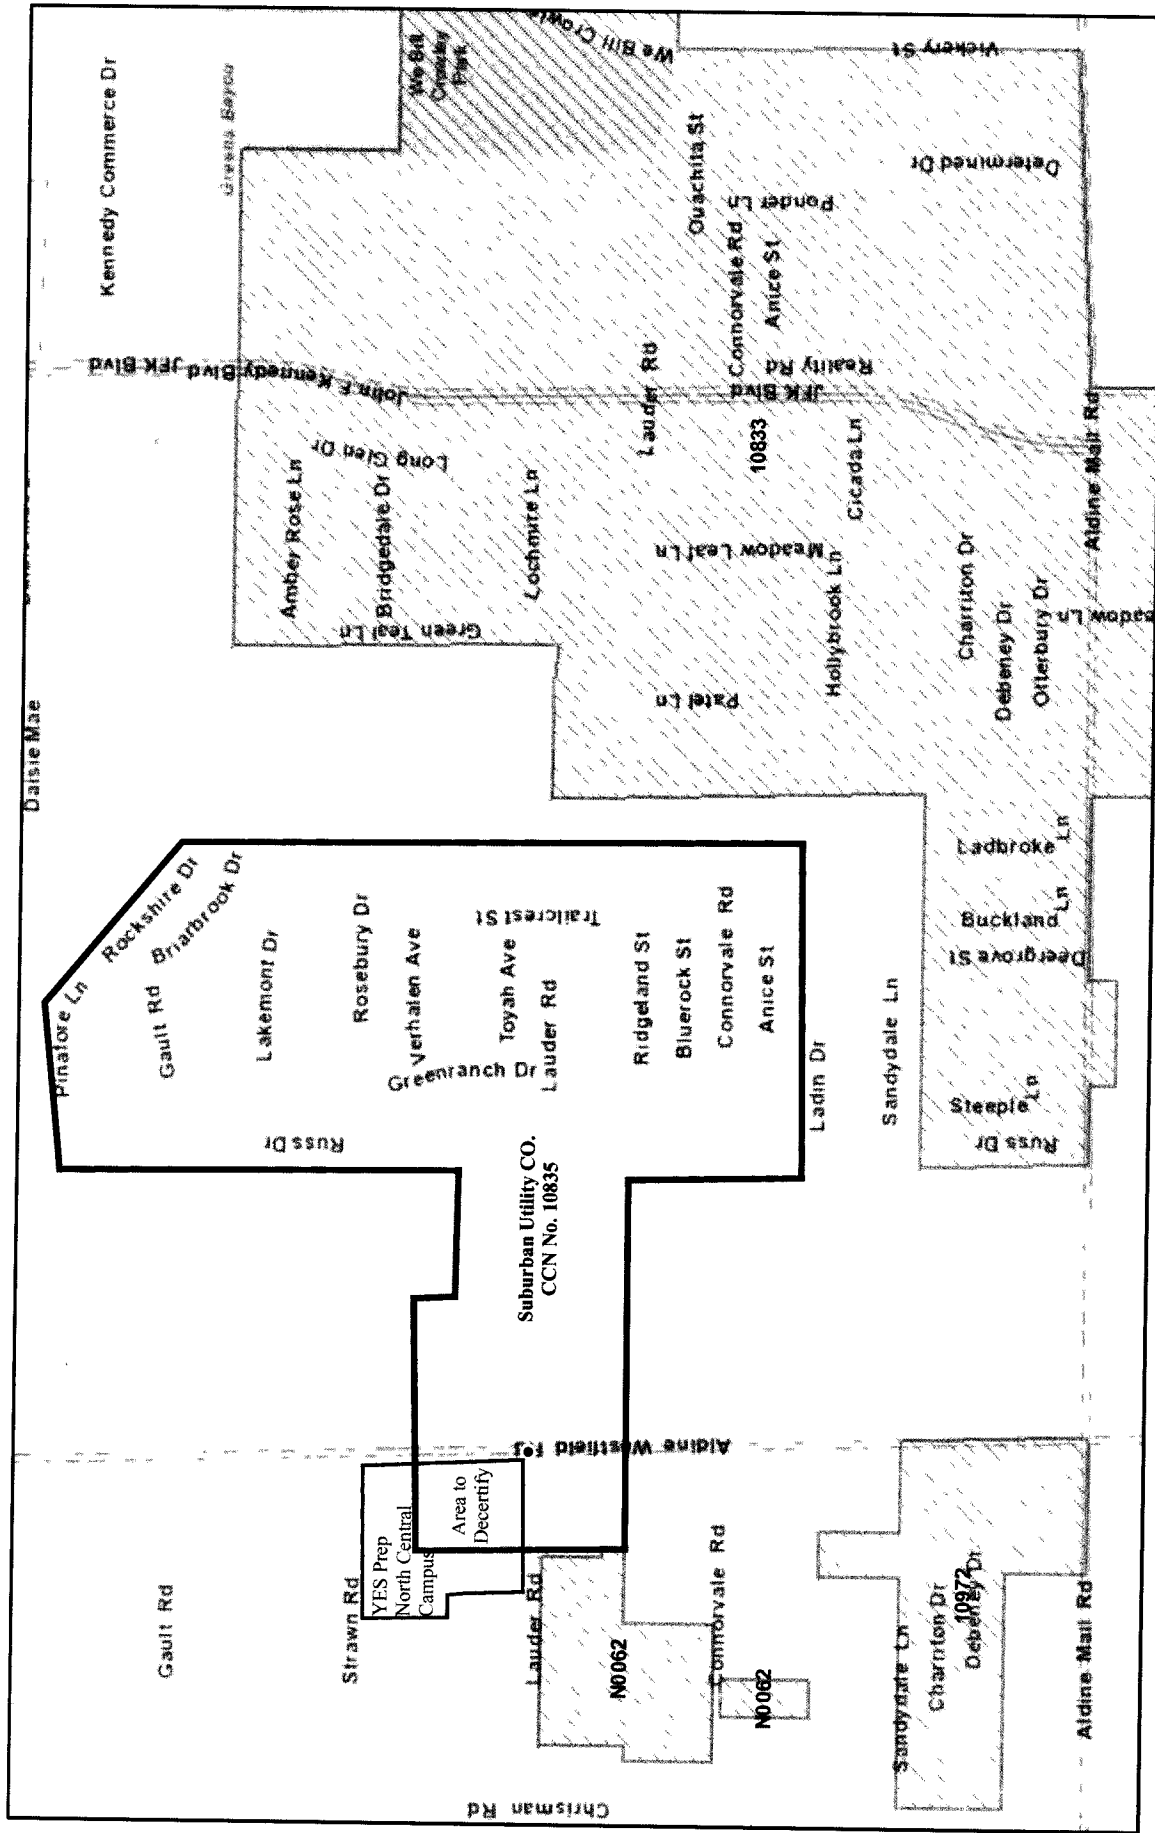 Kennedy Commerce Dr
Greens Bayou
We Bill
Crowley
Park
We Bill Crowle
Vickery St
Ouachita St
Ponder Ln
Determined Dr
Connorvale Rd
Anice St
Reality Rd
JFK Blvd
John F Kennedy Blvd
JFK Blvd
Lauder Rd
10833
Long Glen Dr
Amber Rose Ln
Bridgedale Dr
Green Teal Ln
Lochmire Ln
Meadow Leaf Ln
Cicada Ln
Hollybrook Ln
Patel Ln
Charriton Dr
Debeney Dr
Otterbury Dr
Aldine Mail Rd
eadow Ln
Daisie Mae
Pinafore Ln
Rockshire Dr
Briarbrook Dr
Gault Rd
Lakemont Dr
Rosebury Dr
Verhalen Ave
Trailcrest St
Toyah Ave
Greenranch Dr
Lauder Rd
Ridgeland St
Bluerock St
Connorvale Rd
Anice St
Russ Dr
Ladin Dr
Sandydale Ln
Ladbroke Ln
Buckland Ln
Deergrove St
Steeple Ln
Russ Dr
Suburban Utility CO.
CCN No. 10835
Aldine Westfield Rd
Area to
Decertify
YES Prep
North Central
Campus
Gault Rd
Strawn Rd
Lauder Rd
Connorvale Rd
N0062
N0062
Sandydale Ln
Charriton Dr
10972
Debeney Dr
Aldine Mail Rd
Chrisman Rd